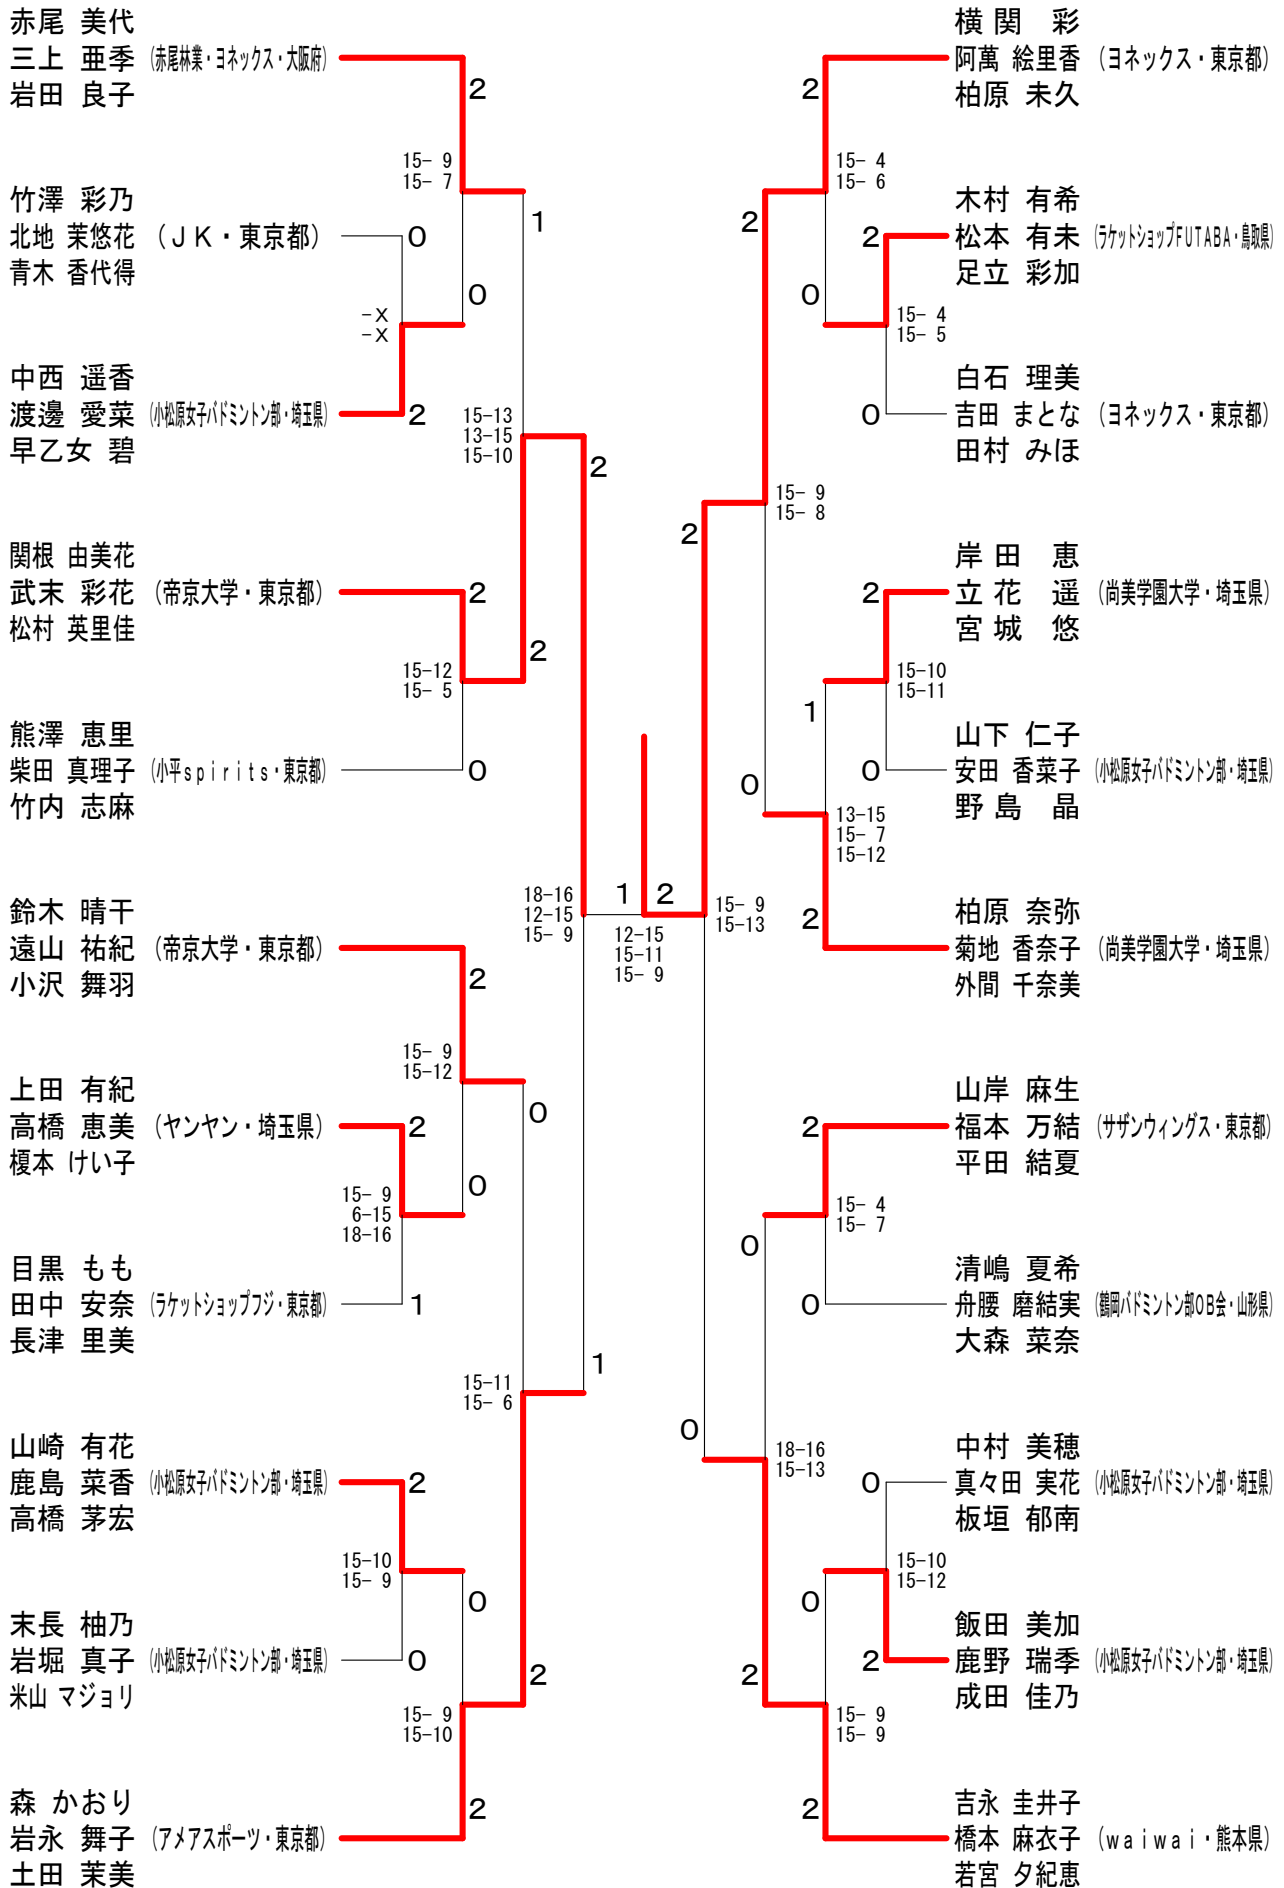 赤尾 美代
三上 亜季 (赤尾林業・ヨネックス・大阪府)
岩田 良子
2
15- 9
15- 7
竹澤 彩乃
北地 茉悠花 (ＪＫ・東京都)
青木 香代得
0
1
0
-X
-X
中西 遥香
渡邊 愛菜 (小松原女子バドミントン部・埼玉県)
早乙女 碧
2
15-13
13-15
15-10
2
関根 由美花
武末 彩花 (帝京大学・東京都)
松村 英里佳
2
2
15-12
15- 5
熊澤 恵里
柴田 真理子 (小平ｓｐｉｒｉｔｓ・東京都)
竹内 志麻
0
18-16
12-15
15- 9
鈴木 晴干
遠山 祐紀 (帝京大学・東京都)
小沢 舞羽
2
15- 9
15-12
上田 有紀
高橋 恵美 (ヤンヤン・埼玉県)
榎本 けい子
2
0
0
15- 9
6-15
18-16
目黒 もも
田中 安奈 (ラケットショップフジ・東京都)
長津 里美
1
1
15-11
15- 6
山崎 有花
鹿島 菜香 (小松原女子バドミントン部・埼玉県)
高橋 茅宏
2
15-10
15- 9
0
末長 柚乃
岩堀 真子 (小松原女子バドミントン部・埼玉県)
米山 マジョリ
0
2
15- 9
15-10
森 かおり
岩永 舞子 (アメアスポーツ・東京都)
土田 茉美
2
1
2
12-15
15-11
15- 9
横関 彩
阿萬 絵里香 (ヨネックス・東京都)
柏原 未久
2
15- 4
15- 6
木村 有希
松本 有未 (ラケットショップFUTABA・鳥取県)
足立 彩加
2
2
0
15- 4
15- 5
白石 理美
吉田 まとな (ヨネックス・東京都)
田村 みほ
0
15- 9
15- 8
2
岸田 恵
立花 遥 (尚美学園大学・埼玉県)
宮城 悠
2
15-10
15-11
1
山下 仁子
安田 香菜子 (小松原女子バドミントン部・埼玉県)
野島 晶
0
0
13-15
15- 7
15-12
15- 9
15-13
柏原 奈弥
菊地 香奈子 (尚美学園大学・埼玉県)
外間 千奈美
2
山岸 麻生
福本 万結 (サザンウィングス・東京都)
平田 結夏
2
15- 4
15- 7
0
清嶋 夏希
舟腰 磨結実 (鶴岡バドミントン部ＯＢ会・山形県)
大森 菜奈
0
0
18-16
15-13
中村 美穂
真々田 実花 (小松原女子バドミントン部・埼玉県)
板垣 郁南
0
15-10
15-12
0
飯田 美加
鹿野 瑞季 (小松原女子バドミントン部・埼玉県)
成田 佳乃
2
2
15- 9
15- 9
吉永 圭井子
橋本 麻衣子 (ｗａｉｗａｉ・熊本県)
若宮 夕紀恵
2